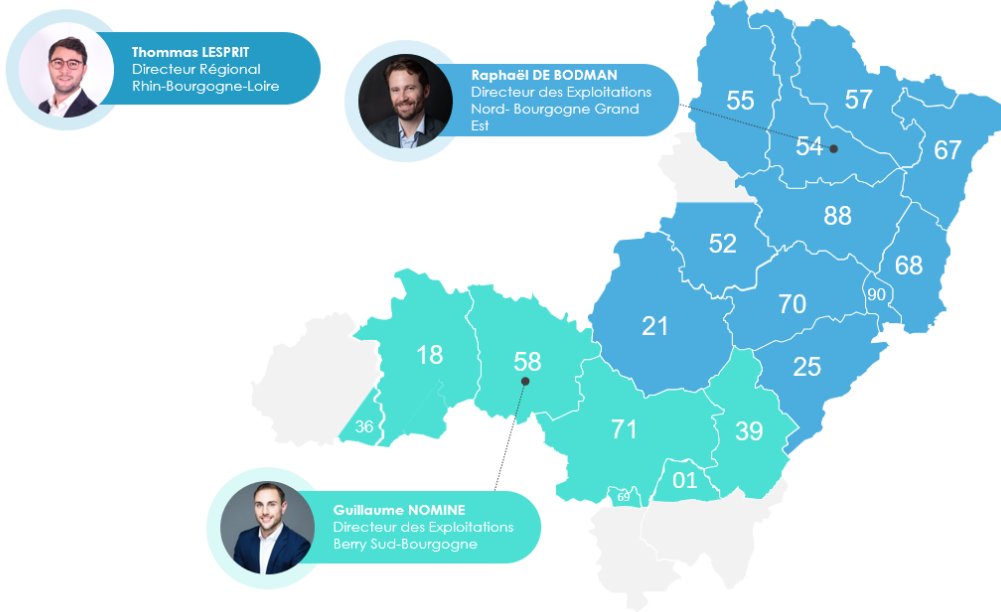 Thommas LESPRIT
Directeur Régional
Rhin-Bourgogne-Loire
Raphaël DE BODMAN
Directeur des Exploitations
Nord- Bourgogne Grand
Est
55
57
54
67
88
52
68
90
70
21
25
18
58
36
71
39
01
69
Guillaume NOMINE
Directeur des Exploitations
Berry Sud-Bourgogne